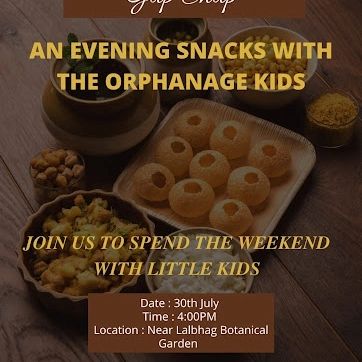 AN EVENING SNACKS WITH
THE ORPHANAGE KIDS
JOIN US TO SPEND THE WEEKEND
WITH LITTLE KIDS
Date : 30th July
Time : 4:00PM
Location : Near Lalbhag Botanical
Garden